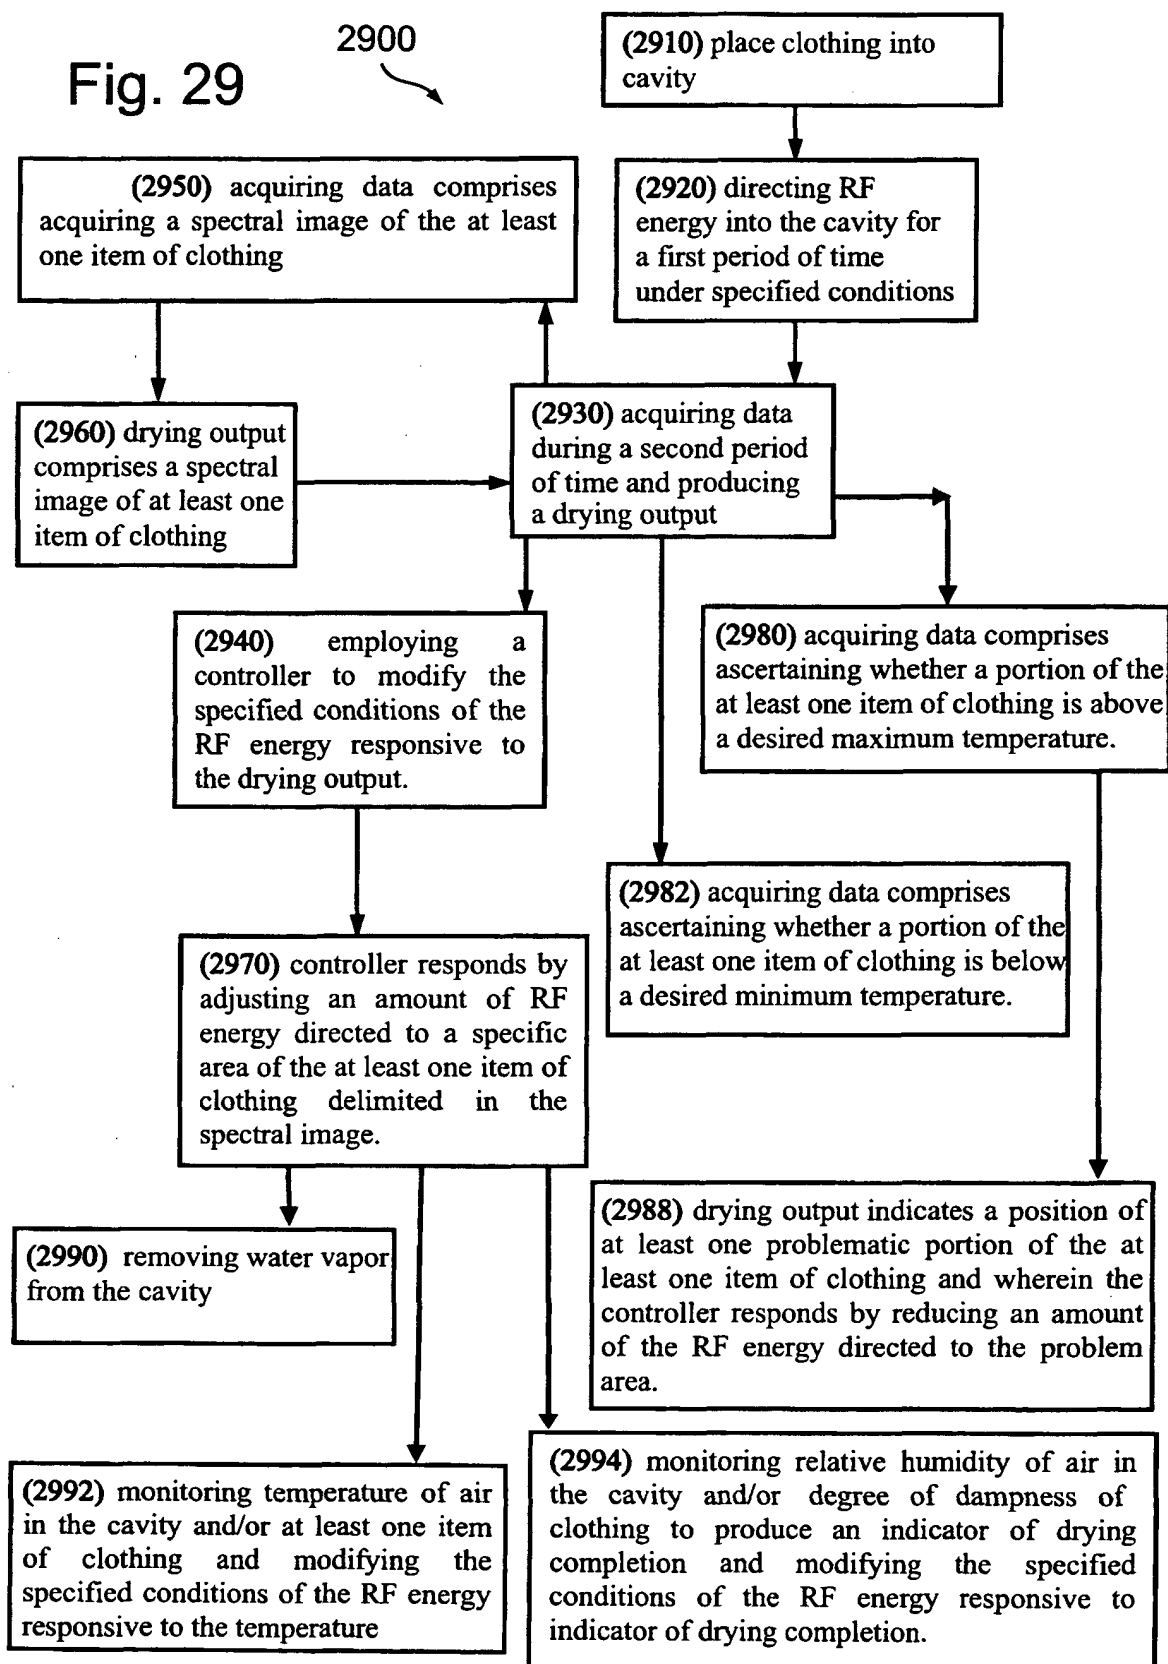 2900
Fig. 29
(2910) place clothing into
cavity
(2950) acquiring data comprises
acquiring a spectral image of the at least
one item of clothing
(2920) directing RF
energy into the cavity for
a first period of time
under specified conditions
(2960) drying output
comprises a spectral
image of at least one
item of clothing
(2930) acquiring data
during a second period
of time and producing
a drying output
(2940) employing a
controller to modify the
specified conditions of the
RF energy responsive to
the drying output.
(2980) acquiring data comprises
ascertaining whether a portion of the
at least one item of clothing is above
a desired maximum temperature.
(2982) acquiring data comprises
ascertaining whether a portion of the
at least one item of clothing is below
a desired minimum temperature.
(2970) controller responds by
adjusting an amount of RF
energy directed to a specific
area of the at least one item of
clothing delimited in the
spectral image.
(2988) drying output indicates a position of
at least one problematic portion of the at
least one item of clothing and wherein the
controller responds by reducing an amount
of the RF energy directed to the problem
area.
(2990) removing water vapor
from the cavity
(2992) monitoring temperature of air
in the cavity and/or at least one item
of clothing and modifying the
specified conditions of the RF energy
responsive to the temperature
(2994) monitoring relative humidity of air in
the cavity and/or degree of dampness of
clothing to produce an indicator of drying
completion and modifying the specified
conditions of the RF energy responsive to
indicator of drying completion.